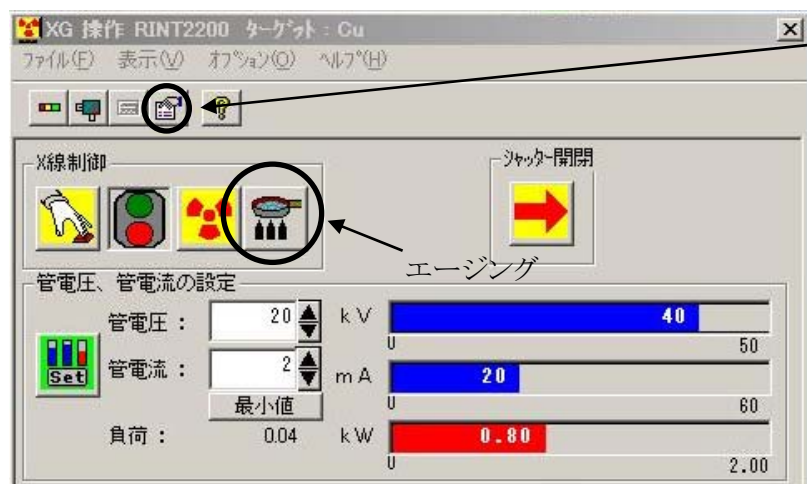 XG 操作 RINT2200 ﾀｰｹﾞｯﾄ : Cu
ﾌｧｲﾙ(F) 表示(V) ｵﾌﾟｼｮﾝ(O) ﾍﾙﾌﾟ(H)
X線制御
ｼｬｯﾀｰ開閉
エージング
管電圧、管電流の設定
管電圧 : 20 kV 40
0 50
Set
管電流 : 2 mA 20
最小値
0 60
負荷 : 0.04 kW 0.80
0 2.00